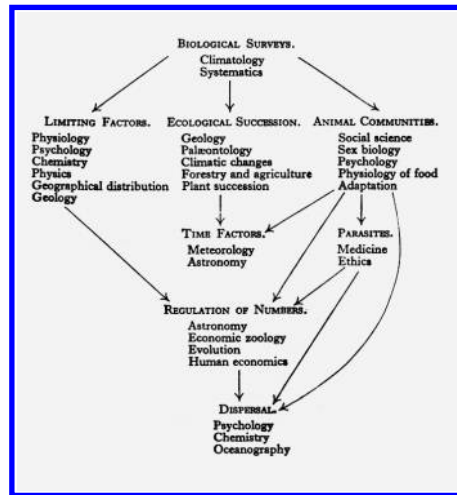 BIOLOGICAL SURVEYS.
Climatology
Systematics
LIMITING FACTORS.
Physiology
Psychology
Chemistry
Physics
Geographical distribution
Geology
ECOLOGICAL SUCCESSION.
Geology
Palæontology
Climatic changes
Forestry and agriculture
Plant succession
ANIMAL COMMUNITIES.
Social science
Sex biology
Psychology
Physiology of food
Adaptation
TIME FACTORS.
Meteorology
Astronomy
PARASITES.
Medicine
Ethics
REGULATION OF NUMBERS.
Astronomy
Economic zoology
Evolution
Human economics
DISPERSAL.
Psychology
Chemistry
Oceanography